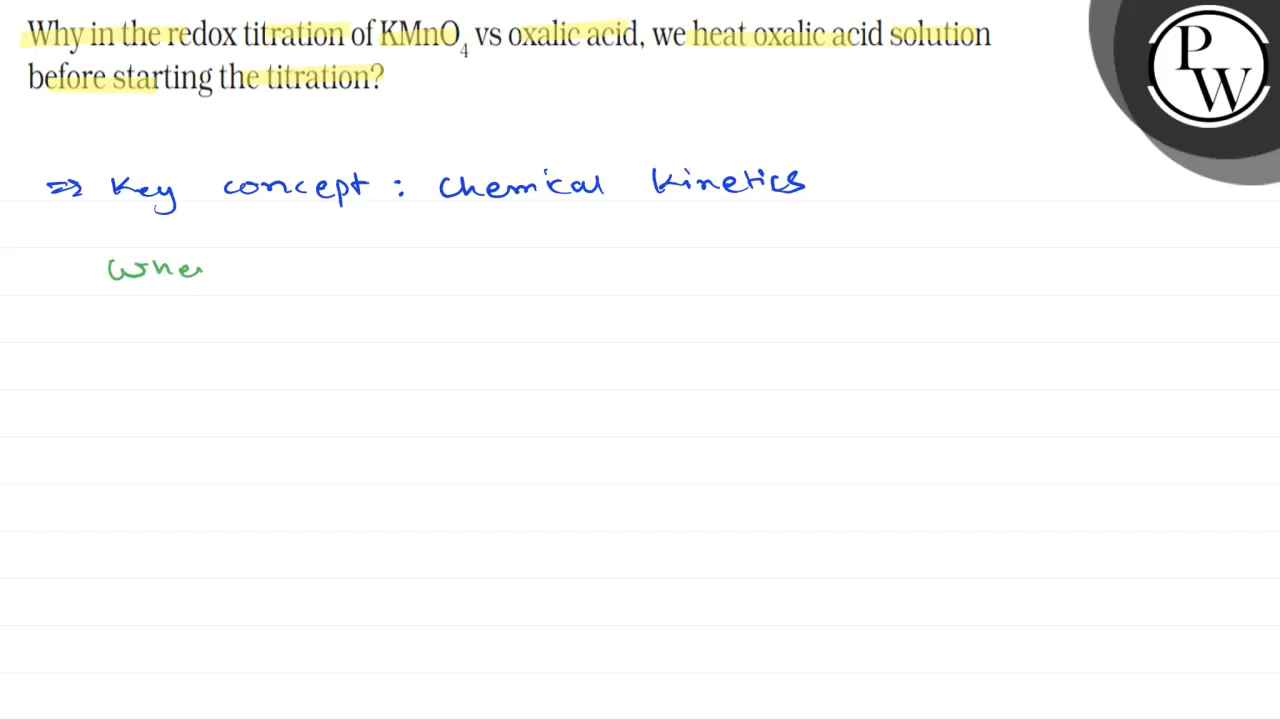 Why in the redox titration of KMnO₄ vs oxalic acid, we heat oxalic acid solution
before starting the titration?
PW
⇒ Key concept : Chemical Kinetics
Whe